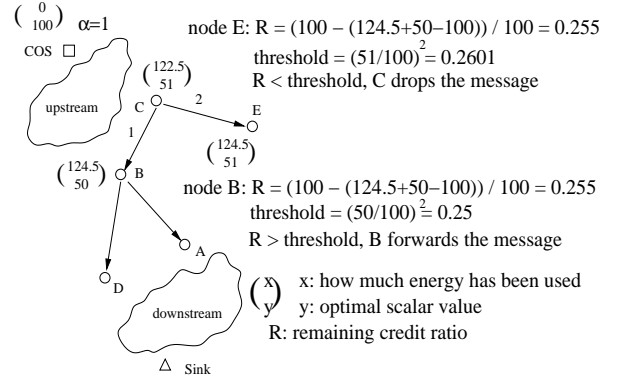 ( 0
100 ) α=1
COS
upstream
node E: R = (100 − (124.5+50−100)) / 100 = 0.255
threshold = (51/100)² = 0.2601
R < threshold, C drops the message
( 122.5
51 )
C
2
E
1
( 124.5
51 )
( 124.5
50 )
B
node B: R = (100 − (124.5+50−100)) / 100 = 0.255
threshold = (50/100)² = 0.25
R > threshold, B forwards the message
A
D
( x
y )
x: how much energy has been used
y: optimal scalar value
R: remaining credit ratio
downstream
Sink